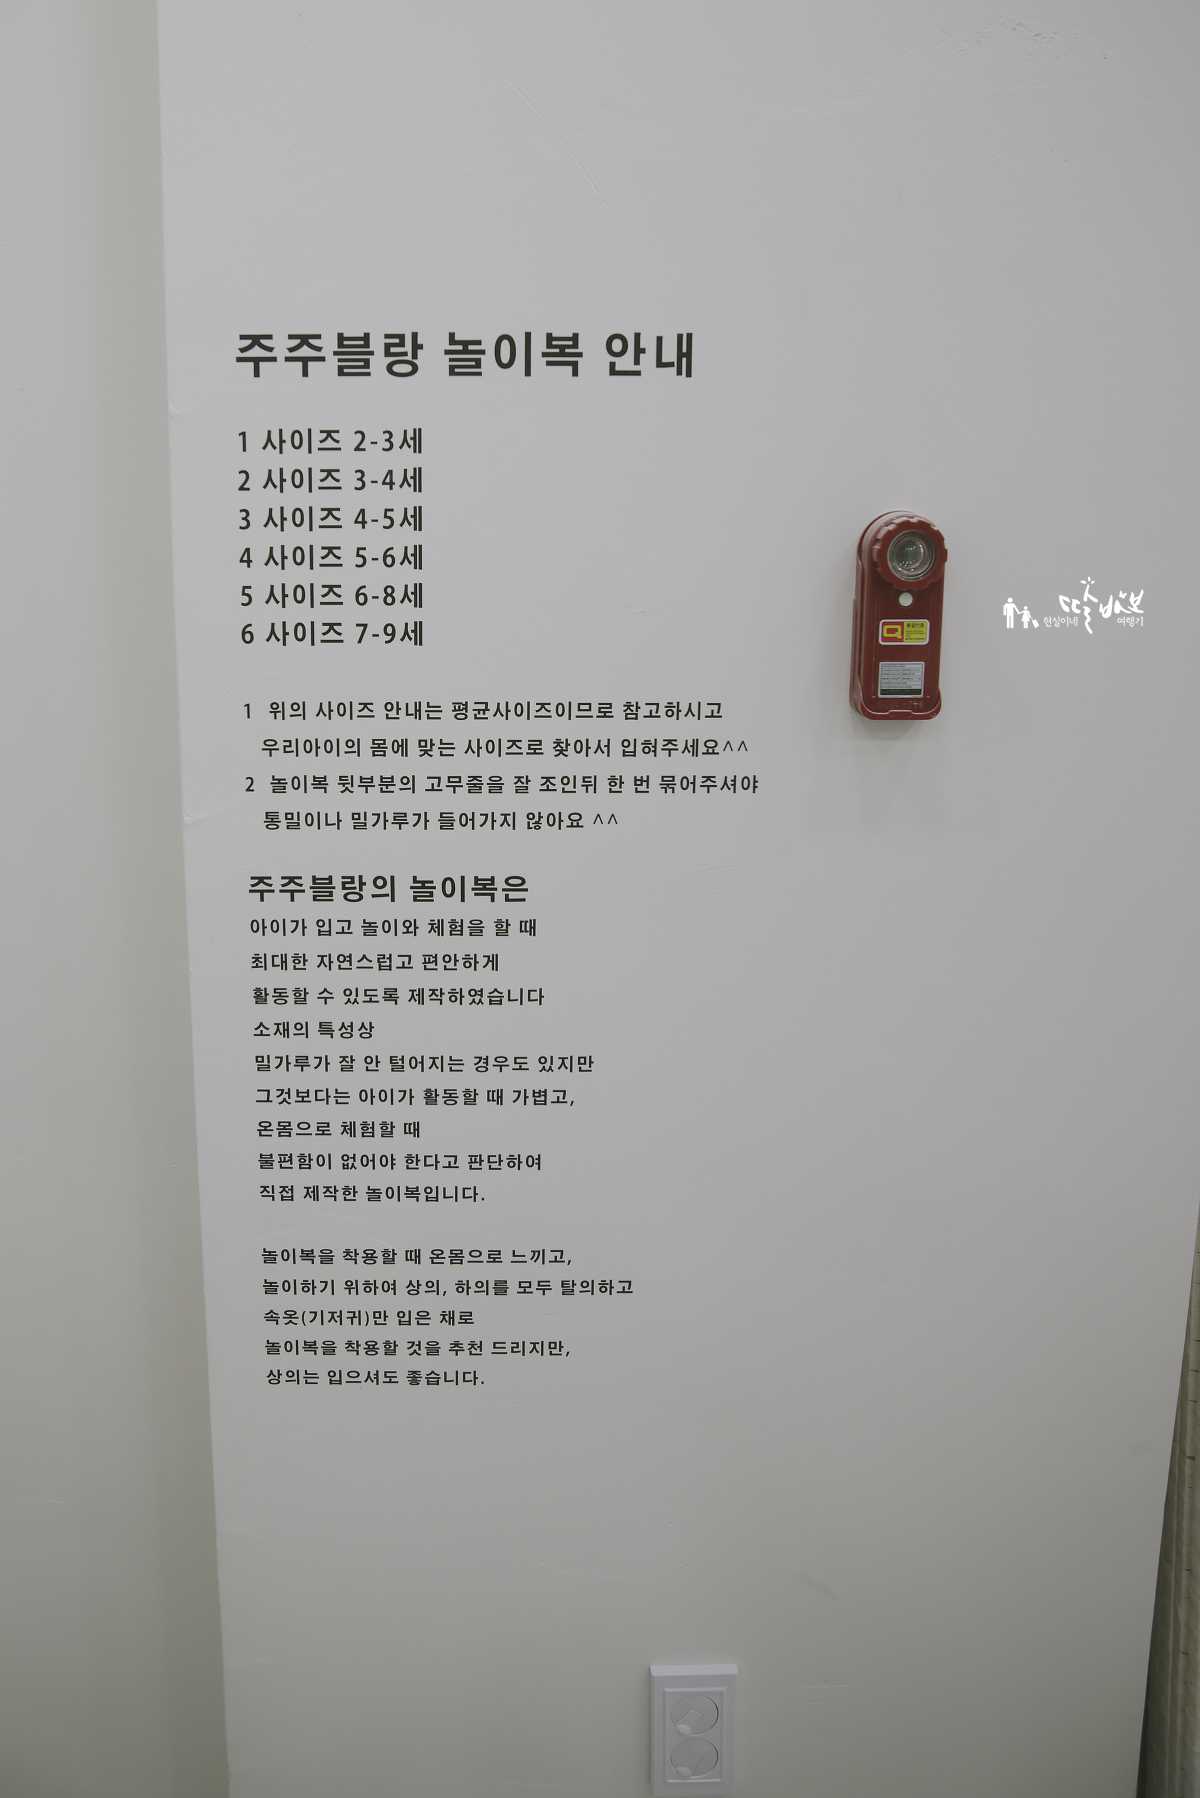 주주블랑 놀이복 안내
1 사이즈 2-3세
2 사이즈 3-4세
3 사이즈 4-5세
4 사이즈 5-6세
5 사이즈 6-8세
6 사이즈 7-9세
1 위의 사이즈 안내는 평균사이즈이므로 참고하시고
우리아이의 몸에 맞는 사이즈로 찾아서 입혀주세요^^
2 놀이복 뒷부분의 고무줄을 잘 조인뒤 한 번 묶어주셔야
통밀이나 밀가루가 들어가지 않아요 ^^
주주블랑의 놀이복은
아이가 입고 놀이와 체험을 할 때
최대한 자연스럽고 편안하게
활동할 수 있도록 제작하였습니다
소재의 특성상
밀가루가 잘 안 털어지는 경우도 있지만
그것보다는 아이가 활동할 때 가볍고,
온몸으로 체험할 때
불편함이 없어야 한다고 판단하여
직접 제작한 놀이복입니다.
놀이복을 착용할 때 온몸으로 느끼고,
놀이하기 위하여 상의, 하의를 모두 탈의하고
속옷(기저귀)만 입은 채로
놀이복을 착용할 것을 추천 드리지만,
상의는 입으셔도 좋습니다.
Q
현실이네 딸바보 여행기